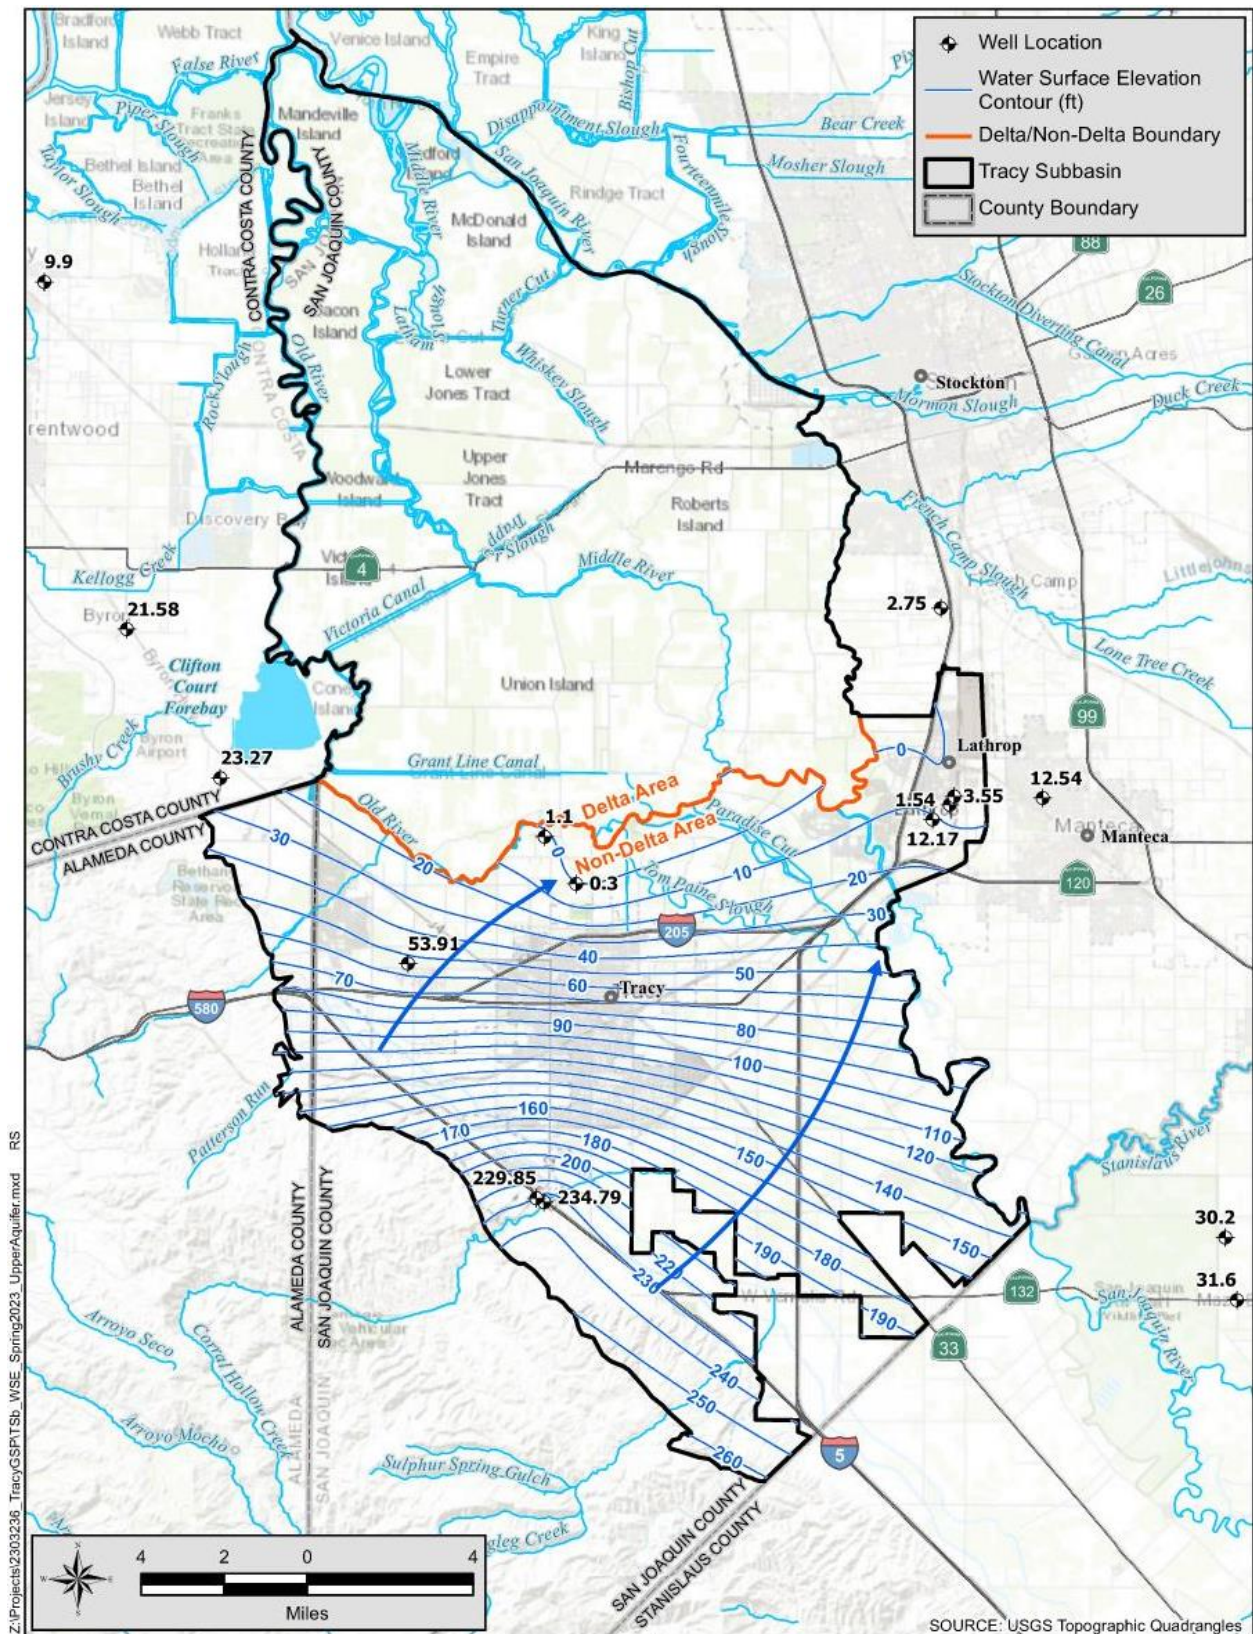 Well Location
Water Surface Elevation
Contour (ft)
Delta/Non-Delta Boundary
Tracy Subbasin
County Boundary
Bradford
Island
Webb Tract
Venice Island
King
Island
Bishop Cut
Empire
Tract
False River
Jersey
Island
Piper Slough
Taylor Slough
Franks
Mandeville
Island
Disappointment Slough
Bethel Island
Bethel
Island
Middle River
San Joaquin River
Rindge Tract
Fourteenmile
Slough
Bear Creek
Mosher Slough
McDonald
Island
CONTRA COSTA COUNTY
SAN JOAQUIN COUNTY
9.9
Turner Cut
Latham
Slough
Whiskey Slough
88
26
Stockton Diverting Canal
Old River
Rock Slough
Lower
Jones Tract
Stockton
Mormon Slough
Duck Creek
Upper
Jones
Tract
Roberts
Island
Discovery Bay
Kellogg Creek
4
Victoria Canal
Middle River
French Camp Slough
Lone Tree Creek
21.58
Byron
2.75
Clifton
Court
Forebay
Union Island
99
Brushy Creek
Byron
Airport
23.27
Grant Line Canal
0
Lathrop
CONTRA COSTA COUNTY
ALAMEDA COUNTY
Old River
Delta Area
Non-Delta Area
Paradise Cut
Tom Paine Slough
1.1
0
0.3
1.54
3.55
12.17
12.54
Manteca
Manteca
120
30
20
10
20
30
205
53.91
40
50
70
60
Tracy
580
90
80
100
Patterson Run
160
170
180
150
110
120
140
150
200
229.85
234.79
Stanislaus River
30.2
31.6
ALAMEDA COUNTY
SAN JOAQUIN COUNTY
220
230
190
180
190
132
33
San Joaquin River
Arroyo Seco
Corral Hollow Creek
Arroyo Mocho
240
250
260
5
Sulphur Spring Gulch
SAN JOAQUIN COUNTY
STANISLAUS COUNTY
4 2 0 4
Miles
SOURCE: USGS Topographic Quadrangles
Z:\Projects\2303236_TracyGSP\TSb_WSE_Spring2023_UpperAquifer.mxd RS